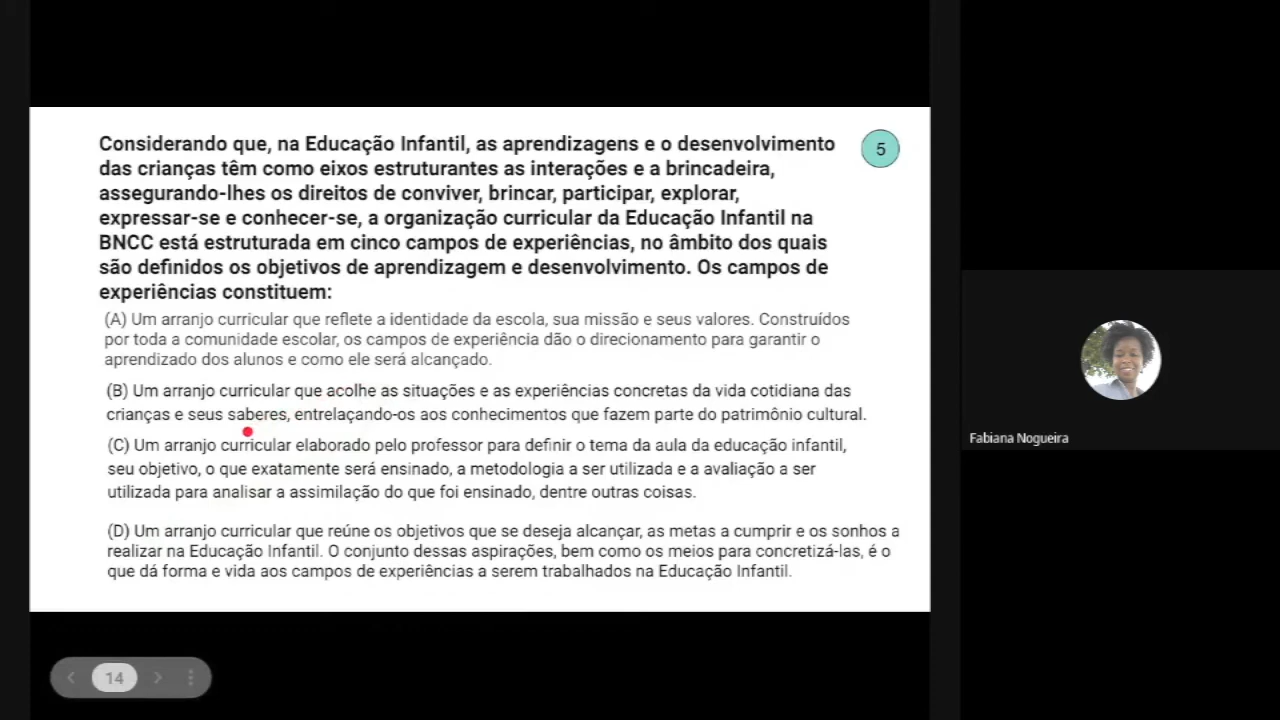 Considerando que, na Educação Infantil, as aprendizagens e o desenvolvimento
das crianças têm como eixos estruturantes as interações e a brincadeira,
assegurando-lhes os direitos de conviver, brincar, participar, explorar,
expressar-se e conhecer-se, a organização curricular da Educação Infantil na
BNCC está estruturada em cinco campos de experiências, no âmbito dos quais
são definidos os objetivos de aprendizagem e desenvolvimento. Os campos de
experiências constituem:
5
(A) Um arranjo curricular que reflete a identidade da escola, sua missão e seus valores. Construídos
por toda a comunidade escolar, os campos de experiência dão o direcionamento para garantir o
aprendizado dos alunos e como ele será alcançado.
(B) Um arranjo curricular que acolhe as situações e as experiências concretas da vida cotidiana das
crianças e seus saberes, entrelaçando-os aos conhecimentos que fazem parte do patrimônio cultural.
(C) Um arranjo curricular elaborado pelo professor para definir o tema da aula da educação infantil,
seu objetivo, o que exatamente será ensinado, a metodologia a ser utilizada e a avaliação a ser
utilizada para analisar a assimilação do que foi ensinado, dentre outras coisas.
(D) Um arranjo curricular que reúne os objetivos que se deseja alcançar, as metas a cumprir e os sonhos a
realizar na Educação Infantil. O conjunto dessas aspirações, bem como os meios para concretizá-las, é o
que dá forma e vida aos campos de experiências a serem trabalhados na Educação Infantil.
Fabiana Nogueira
14